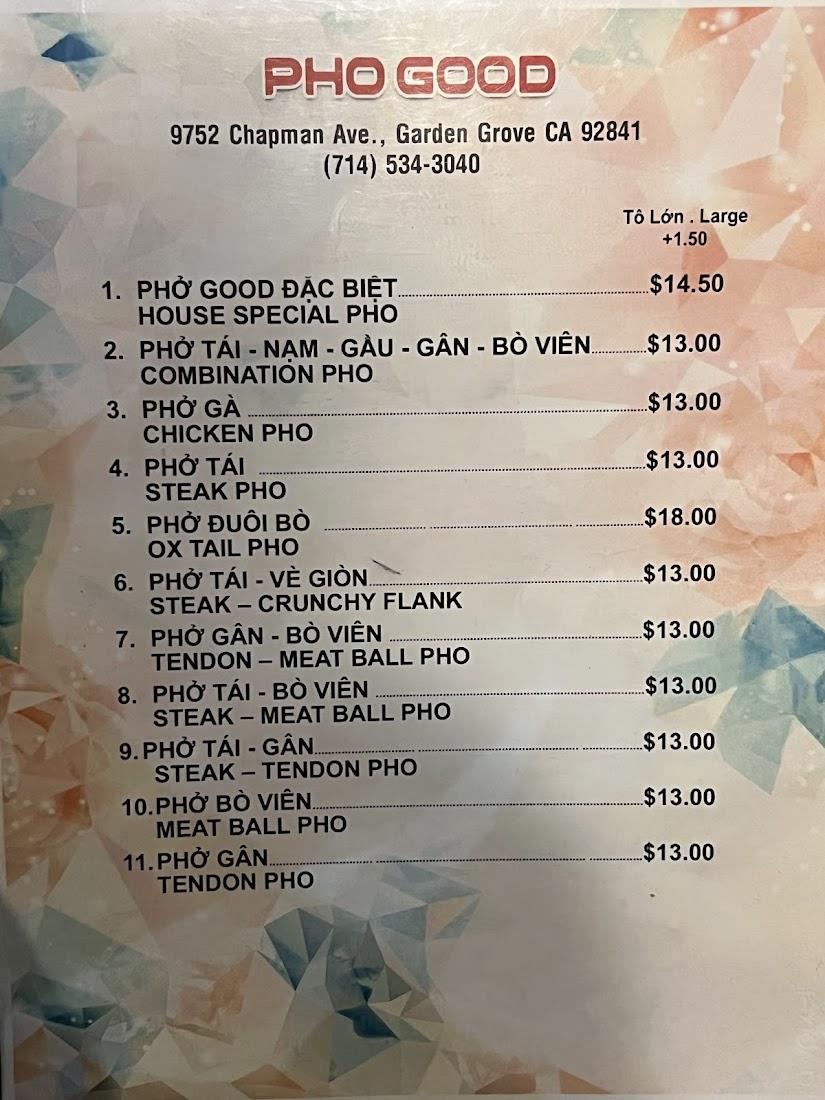 PHO GOOD
9752 Chapman Ave., Garden Grove CA 92841
(714) 534-3040
Tô Lớn . Large
+1.50
1. PHỞ GOOD ĐẶC BIỆT $14.50
HOUSE SPECIAL PHO
2. PHỞ TÁI - NẠM - GẦU - GÂN - BÒ VIÊN $13.00
COMBINATION PHO
3. PHỞ GÀ $13.00
CHICKEN PHO
4. PHỞ TÁI $13.00
STEAK PHO
5. PHỞ ĐUÔI BÒ $18.00
OX TAIL PHO
6. PHỞ TÁI - VÈ GIÒN $13.00
STEAK – CRUNCHY FLANK
7. PHỞ GÂN - BÒ VIÊN $13.00
TENDON – MEAT BALL PHO
8. PHỞ TÁI - BÒ VIÊN $13.00
STEAK – MEAT BALL PHO
9. PHỞ TÁI - GÂN $13.00
STEAK – TENDON PHO
10. PHỞ BÒ VIÊN $13.00
MEAT BALL PHO
11. PHỞ GÂN $13.00
TENDON PHO